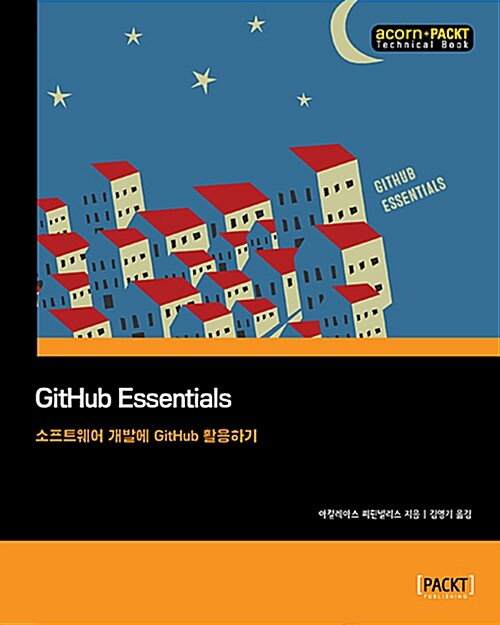 acorn+PACKT
Technical Book
GITHUB
ESSENTIALS
GitHub Essentials
소프트웨어 개발에 GitHub 활용하기
아킬레아스 피핀넬리스 지음 | 김영기 옮김
[PACKT]
PUBLISHING